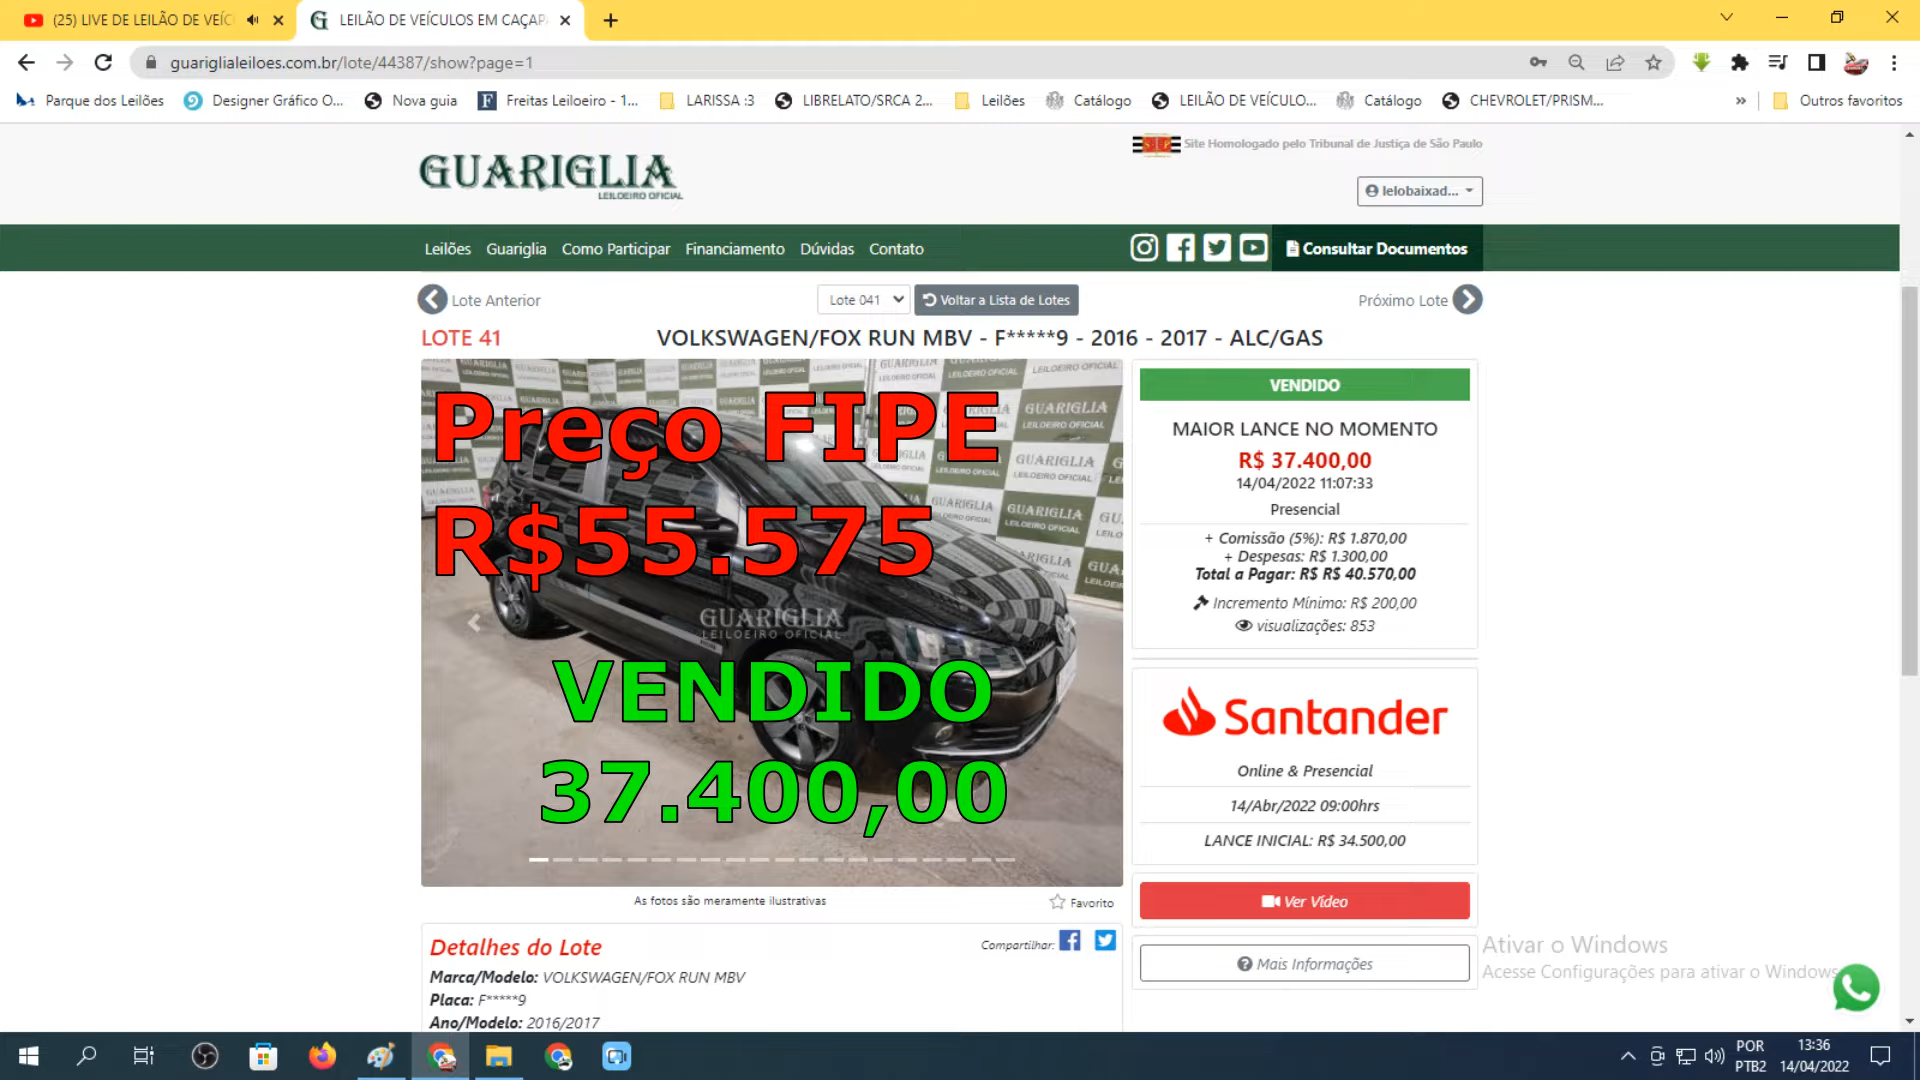 (25) LIVE DE LEILÃO DE VEÍC
LEILÃO DE VEÍCULOS EM CAÇAP
guariglialeiloes.com.br/lote/44387/show?page=1
Parque dos Leilões
Designer Gráfico O...
Nova guia
Freitas Leiloeiro - 1...
LARISSA :3
LIBRELATO/SRCA 2...
Leilões
Catálogo
LEILÃO DE VEÍCULO...
Catálogo
CHEVROLET/PRISM...
Outros favoritos
Site Homologado pelo Tribunal de Justiça de São Paulo
GUARIGLIA
LEILOEIRO OFICIAL
lelobaixad...
Leilões Guariglia Como Participar Financiamento Dúvidas Contato
Consultar Documentos
Lote Anterior
Lote 041
Voltar a Lista de Lotes
Próximo Lote
LOTE 41
VOLKSWAGEN/FOX RUN MBV - F*****9 - 2016 - 2017 - ALC/GAS
Preço FIPE
R$55.575
GUARIGLIA
LEILOEIRO OFICIAL
VENDIDO
37.400,00
As fotos são meramente ilustrativas
Favorito
VENDIDO
MAIOR LANCE NO MOMENTO
R$ 37.400,00
14/04/2022 11:07:33
Presencial
+ Comissão (5%): R$ 1.870,00
+ Despesas: R$ 1.300,00
Total a Pagar: R$ R$ 40.570,00
Incremento Mínimo: R$ 200,00
visualizações: 853
Santander
Online & Presencial
14/Abr/2022 09:00hrs
LANCE INICIAL: R$ 34.500,00
Ver Vídeo
Mais Informações
Detalhes do Lote
Compartilhar:
Marca/Modelo: VOLKSWAGEN/FOX RUN MBV
Placa: F*****9
Ano/Modelo: 2016/2017
Ativar o Windows
Acesse Configurações para ativar o Windows
POR
PTB2
13:36
14/04/2022